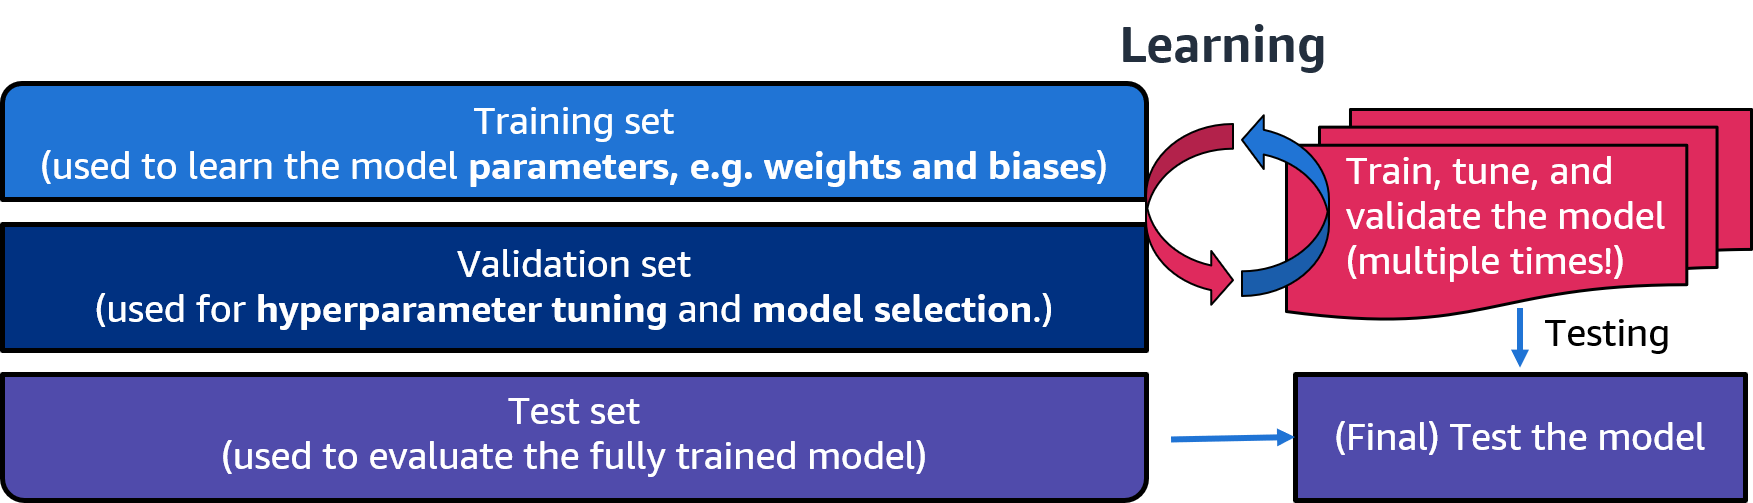 Learning
Training set
(used to learn the model parameters, e.g. weights and biases)
Validation set
(used for hyperparameter tuning and model selection.)
Test set
(used to evaluate the fully trained model)
Train, tune, and
validate the model
(multiple times!)
Testing
(Final) Test the model